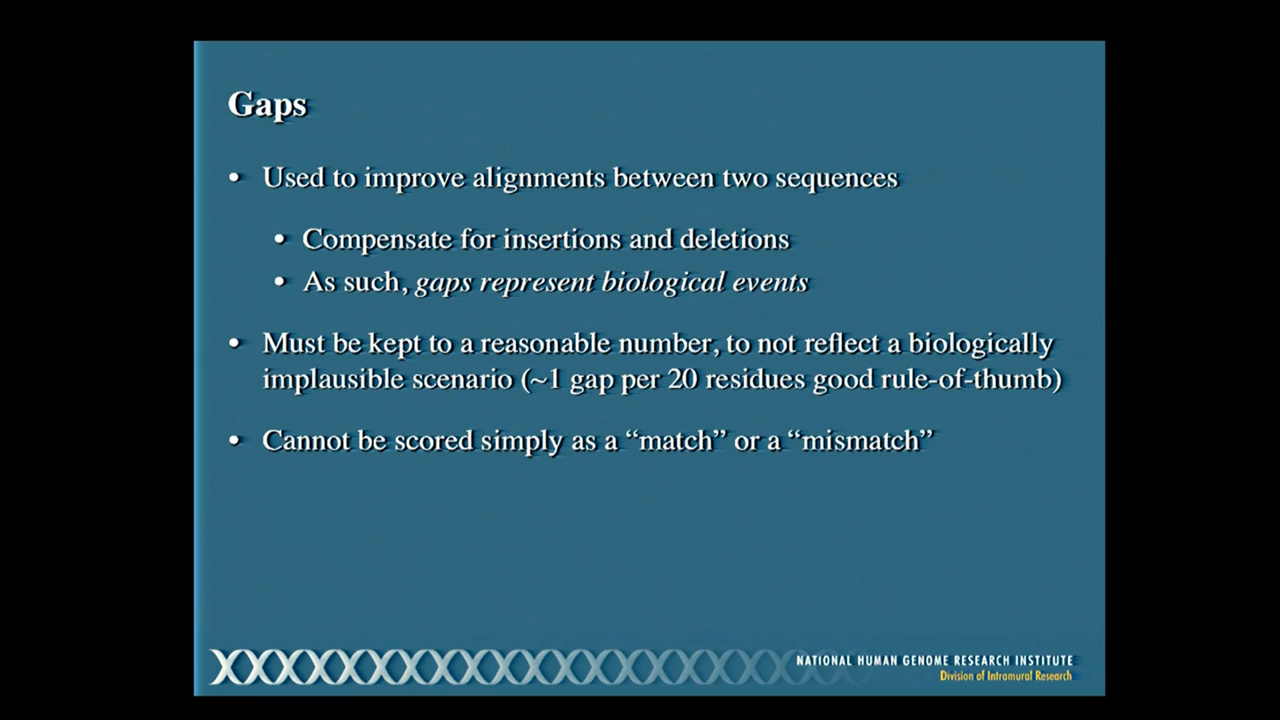 Gaps
• Used to improve alignments between two sequences
• Compensate for insertions and deletions
• As such, gaps represent biological events
• Must be kept to a reasonable number, to not reflect a biologically
implausible scenario (~1 gap per 20 residues good rule-of-thumb)
• Cannot be scored simply as a “match” or a “mismatch”
NATIONAL HUMAN GENOME RESEARCH INSTITUTE
Division of Intramural Research